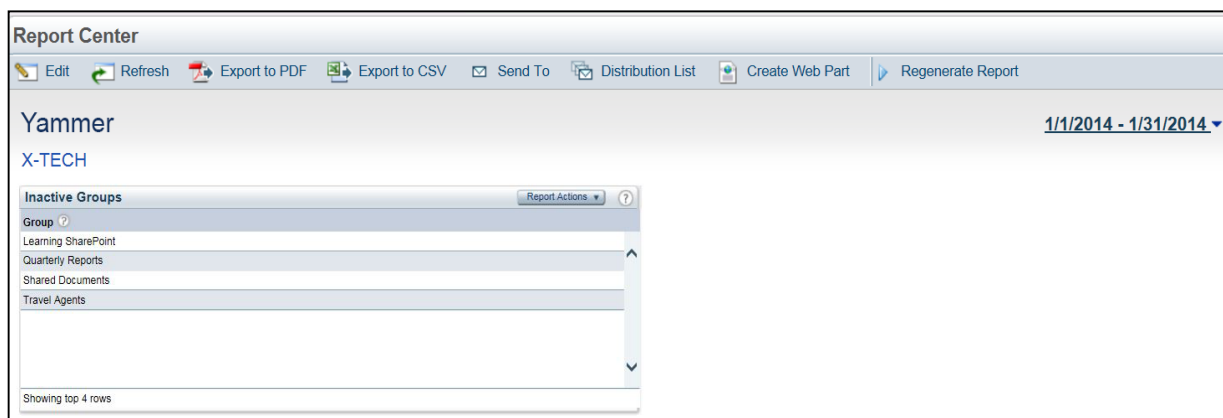 Report Center
Edit Refresh Export to PDF Export to CSV Send To Distribution List Create Web Part Regenerate Report
Yammer 1/1/2014 - 1/31/2014
X-TECH
Inactive Groups Report Actions ?
Group ?
Learning SharePoint
Quarterly Reports
Shared Documents
Travel Agents
Showing top 4 rows